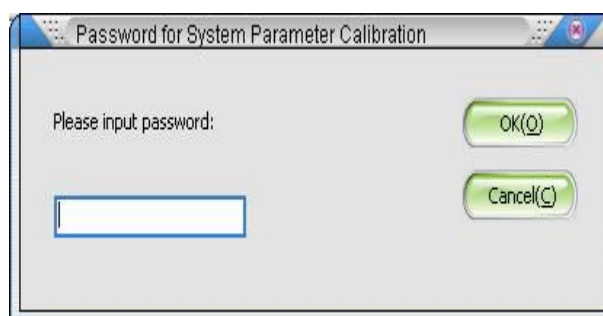 Password for System Parameter Calibration
Please input password:
OK(O)
Cancel(C)